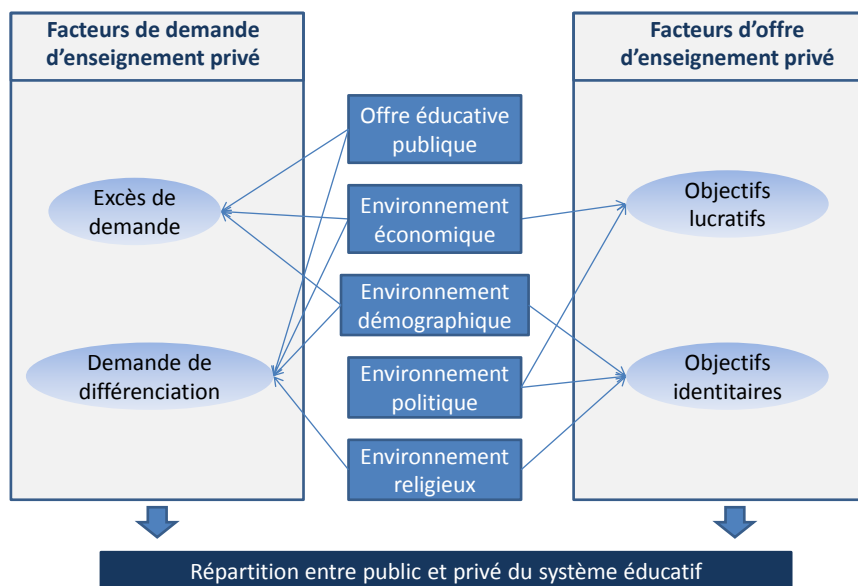 Facteurs de demande
d’enseignement privé
Facteurs d’offre
d’enseignement privé
Offre éducative
publique
Excès de
demande
Environnement
économique
Objectifs
lucratifs
Environnement
démographique
Demande de
différenciation
Environnement
politique
Objectifs
identitaires
Environnement
religieux
Répartition entre public et privé du système éducatif